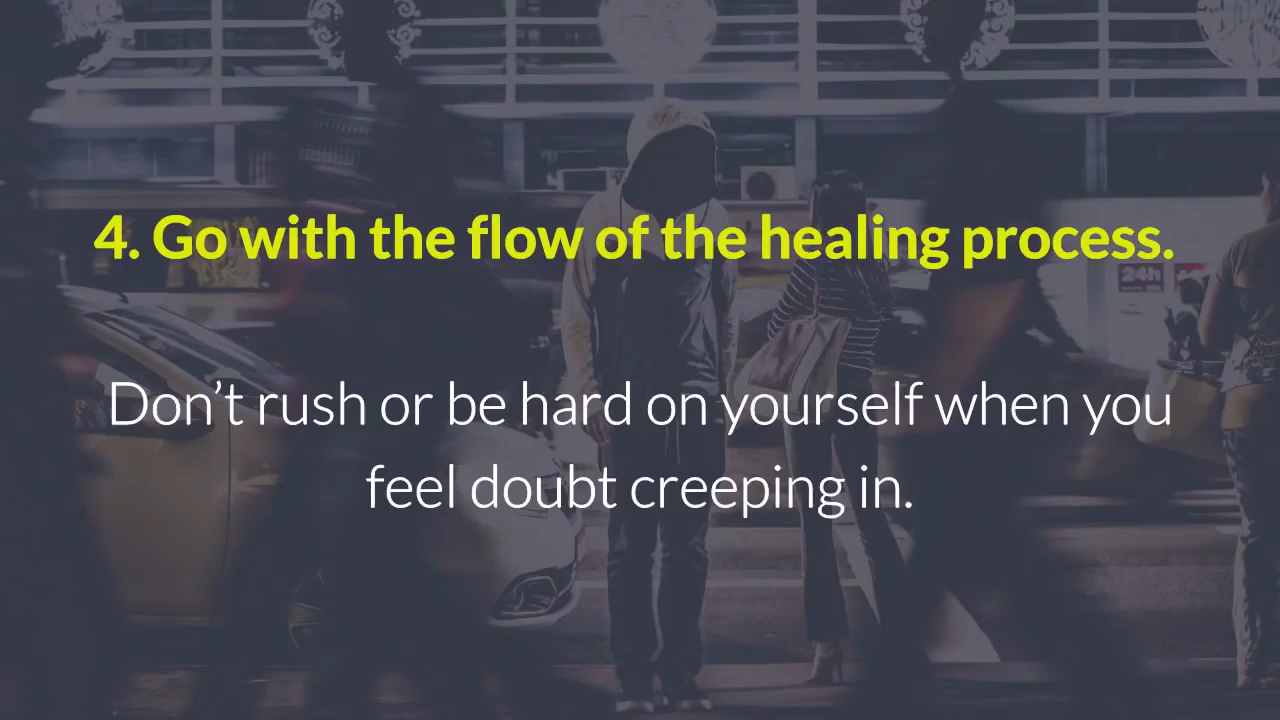 4. Go with the flow of the healing process.
Don’t rush or be hard on yourself when you
feel doubt creeping in.
24h